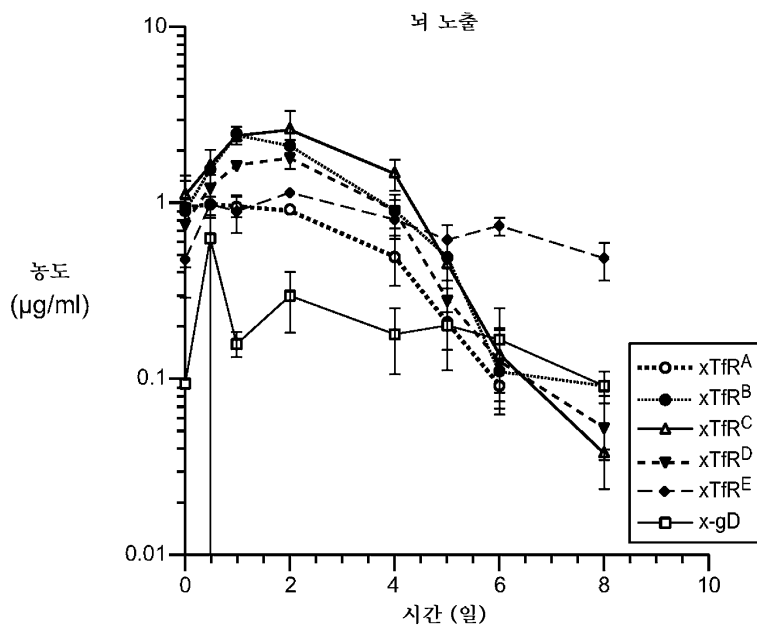 뇌 노출
10
1
0.1
0.01
농도
(µg/ml)
0 2 4 6 8 10
시간 (일)
xTfR^A
xTfR^B
xTfR^C
xTfR^D
xTfR^E
x-gD